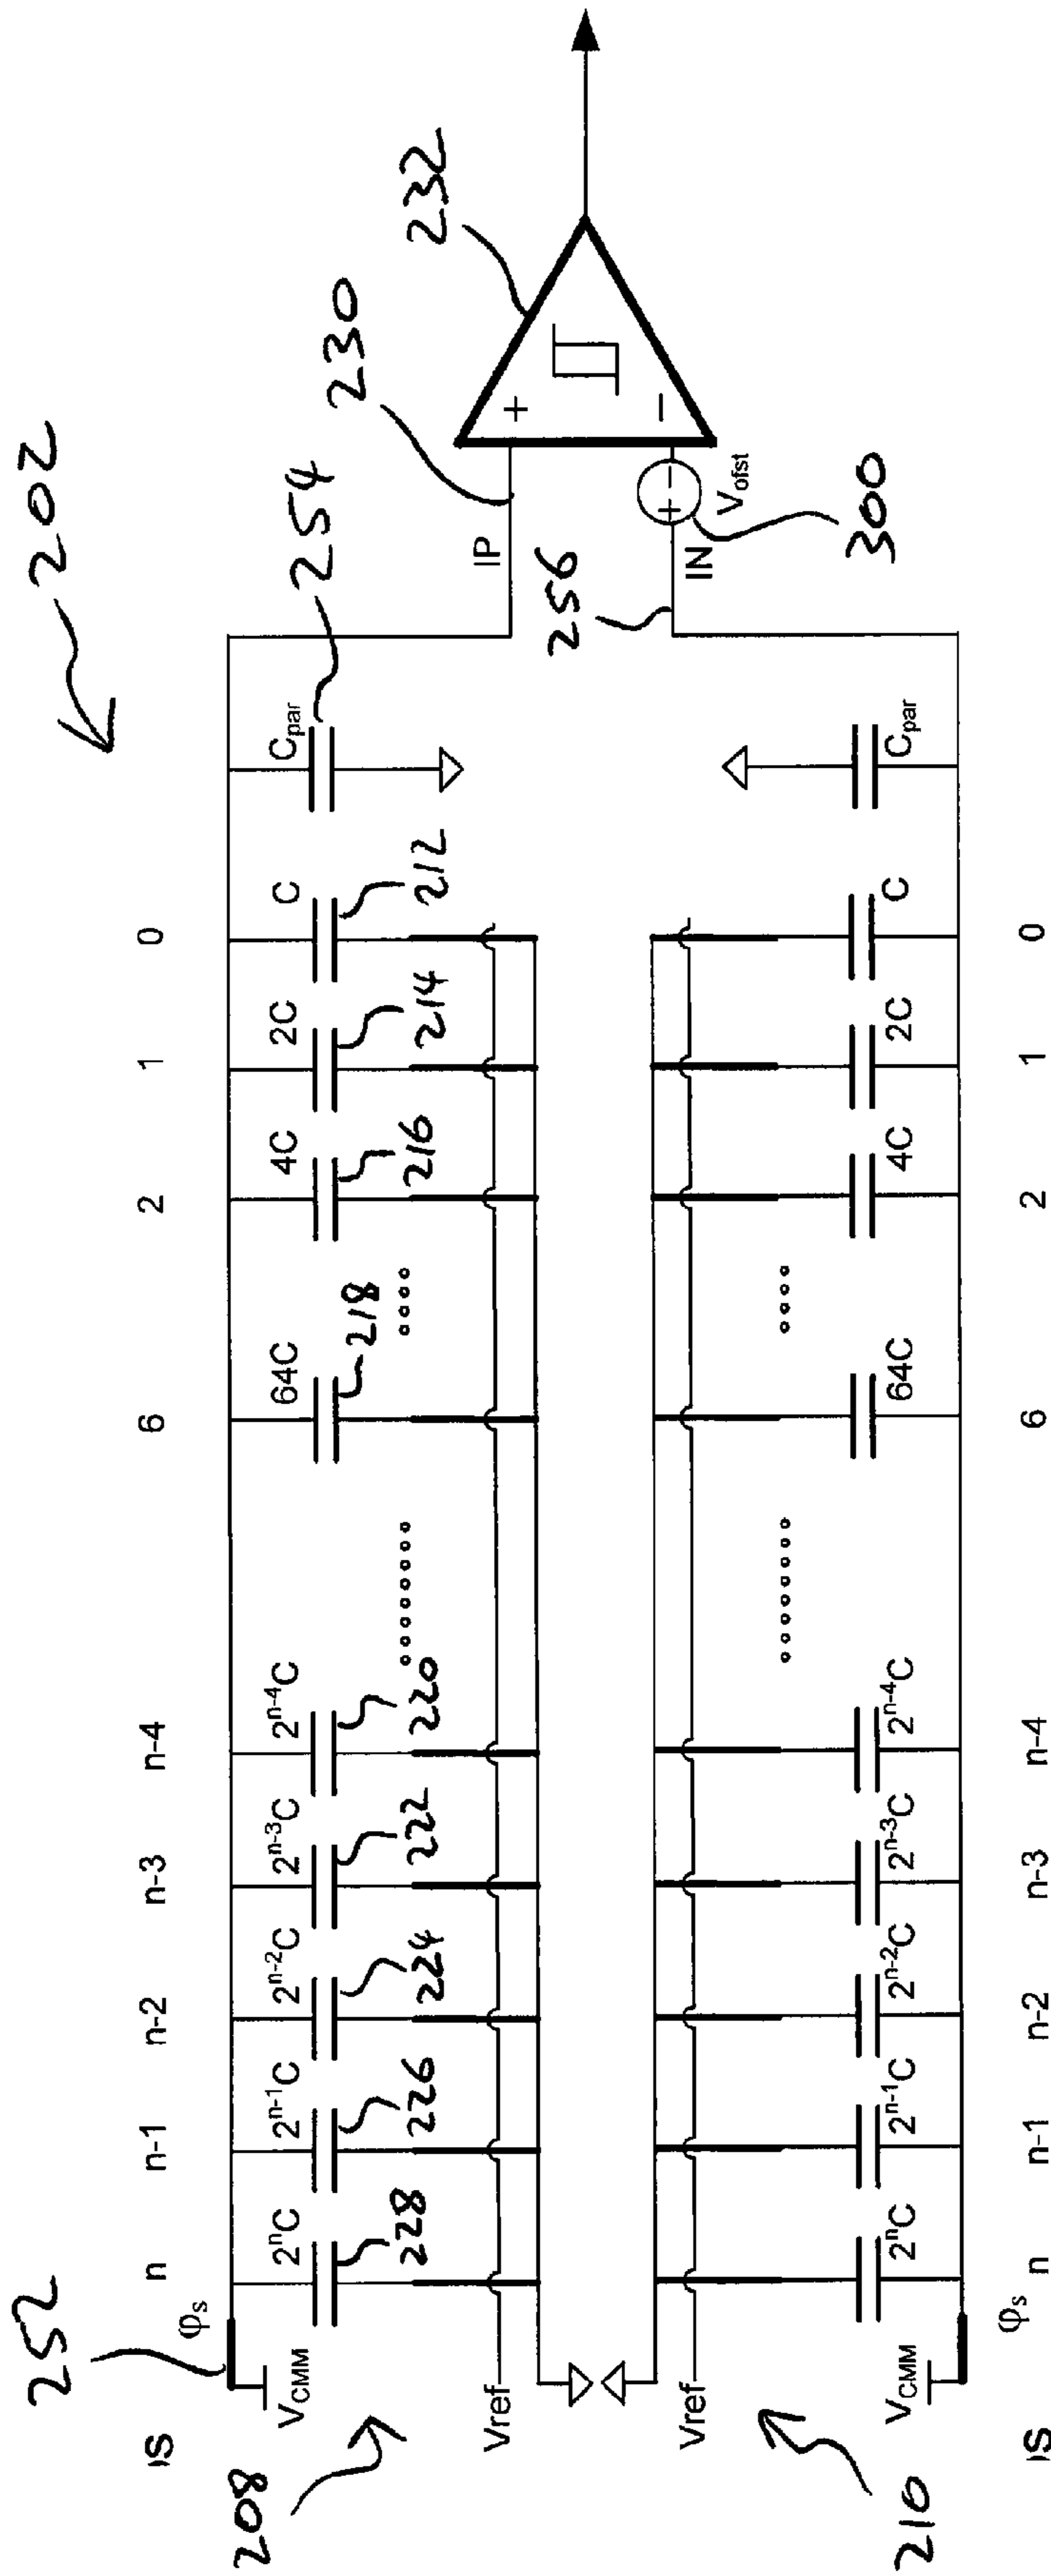 202
252
IS n n-1 n-2 n-3 n-4 6 2 1 0
φs
VCMM
2ⁿC 2ⁿ⁻¹C 2ⁿ⁻²C 2ⁿ⁻³C 2ⁿ⁻⁴C 64C 4C 2C C Cpar
228 226 224 222 220 218 216 214 212 254
208
Vref
IP
230
232
+
−
+ −
Vofst
300
IN
256
Vref
210
VCMM
2ⁿC 2ⁿ⁻¹C 2ⁿ⁻²C 2ⁿ⁻³C 2ⁿ⁻⁴C 64C 4C 2C C Cpar
φs
IS n n-1 n-2 n-3 n-4 6 2 1 0